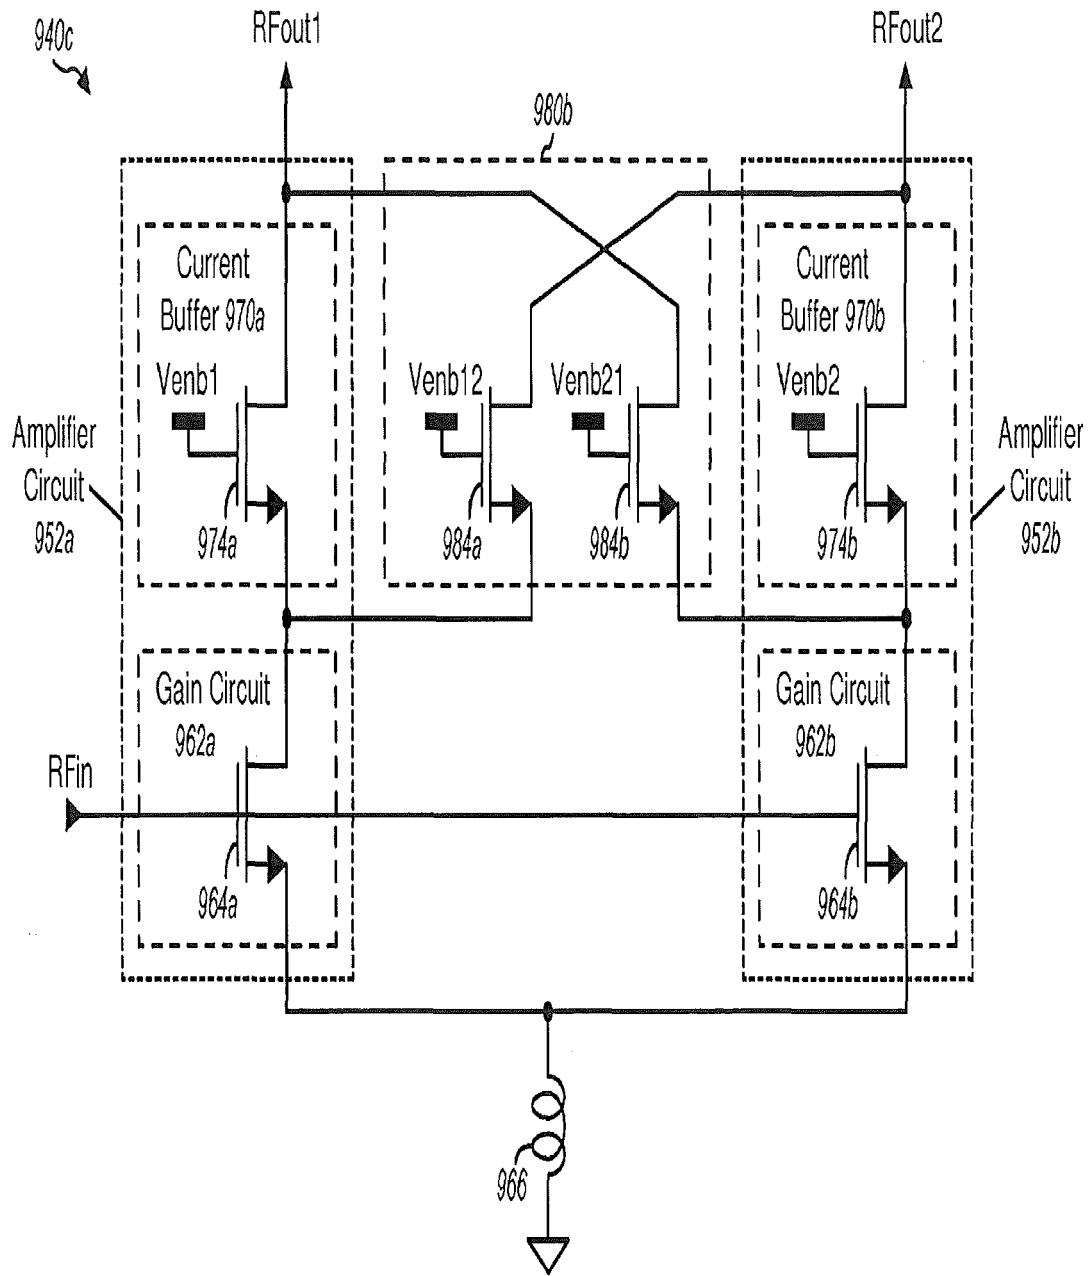 940c
RFout1
RFout2
980b
Current
Buffer 970a
Current
Buffer 970b
Venb1
Venb12
Venb21
Venb2
Amplifier
Circuit
952a
Amplifier
Circuit
952b
974a
984a
984b
974b
Gain Circuit
962a
Gain Circuit
962b
RFin
964a
964b
966